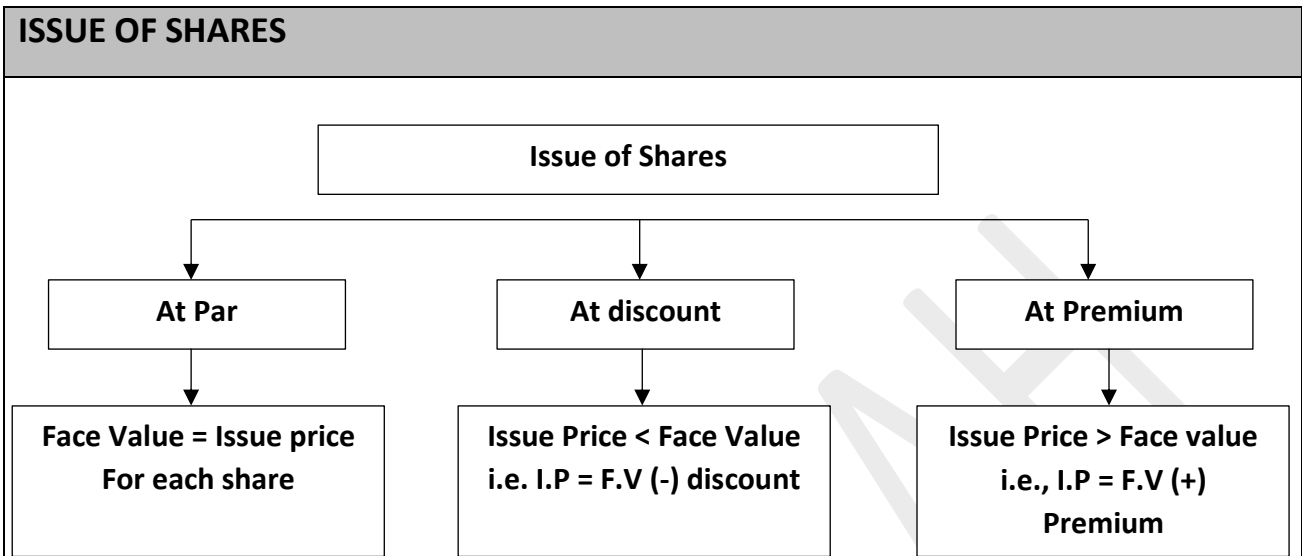 ISSUE OF SHARES
Issue of Shares
At Par
At discount
At Premium
Face Value = Issue price
For each share
Issue Price < Face Value
i.e. I.P = F.V (-) discount
Issue Price > Face value
i.e., I.P = F.V (+)
Premium